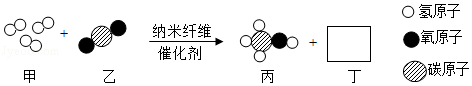 + 纳米纤维 催化剂 + 氢原子
氧原子
碳原子
甲 乙 丙 丁